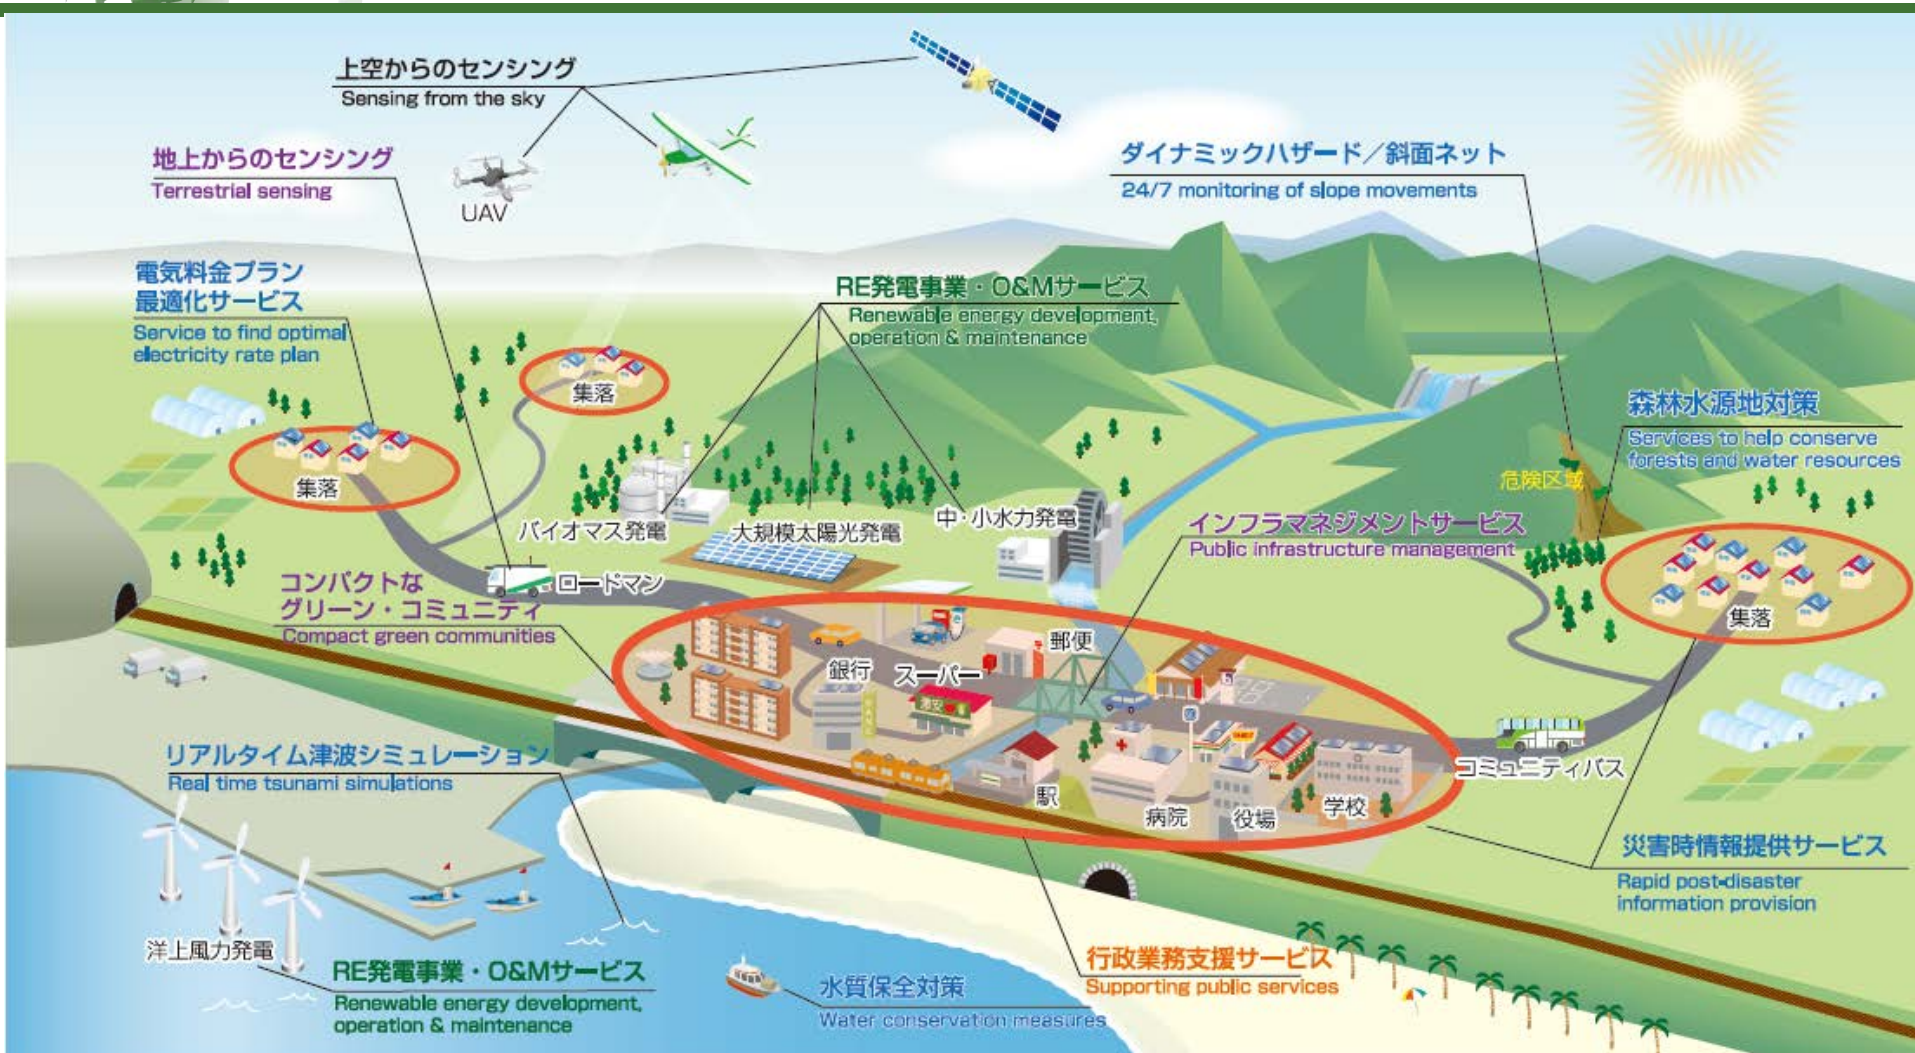 上空からのセンシング
Sensing from the sky
地上からのセンシング
Terrestrial sensing
UAV
ダイナミックハザード／斜面ネット
24/7 monitoring of slope movements
電気料金プラン
最適化サービス
Service to find optimal
electricity rate plan
RE発電事業・O&Mサービス
Renewable energy development,
operation & maintenance
集落
集落
森林水源地対策
Services to help conserve
forests and water resources
危険区域
バイオマス発電
大規模太陽光発電
中・小水力発電
インフラマネジメントサービス
Public infrastructure management
コンパクトな
グリーン・コミュニティ
Compact green communities
ロードマン
集落
郵便
銀行
スーパー
激安
駅
病院
役場
学校
コミュニティバス
リアルタイム津波シミュレーション
Real time tsunami simulations
災害時情報提供サービス
Rapid post-disaster
information provision
洋上風力発電
RE発電事業・O&Mサービス
Renewable energy development,
operation & maintenance
水質保全対策
Water conservation measures
行政業務支援サービス
Supporting public services